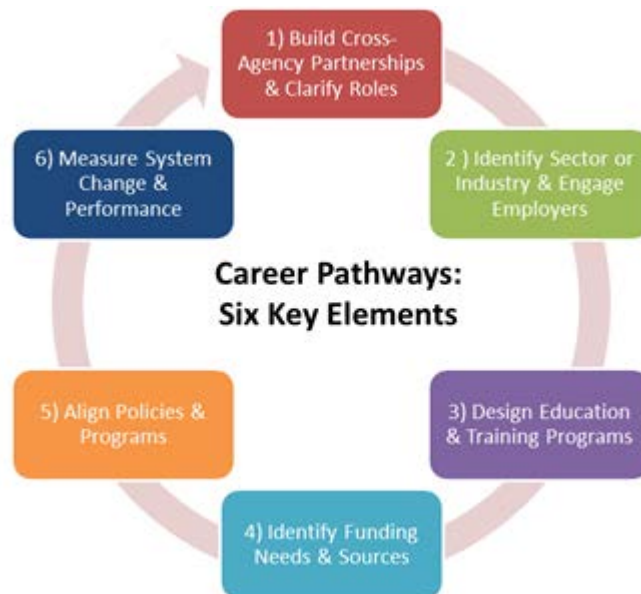 1) Build Cross-
Agency Partnerships
& Clarify Roles
2 ) Identify Sector or
Industry & Engage
Employers
3) Design Education
& Training Programs
4) Identify Funding
Needs & Sources
5) Align Policies &
Programs
6) Measure System
Change &
Performance
Career Pathways:
Six Key Elements